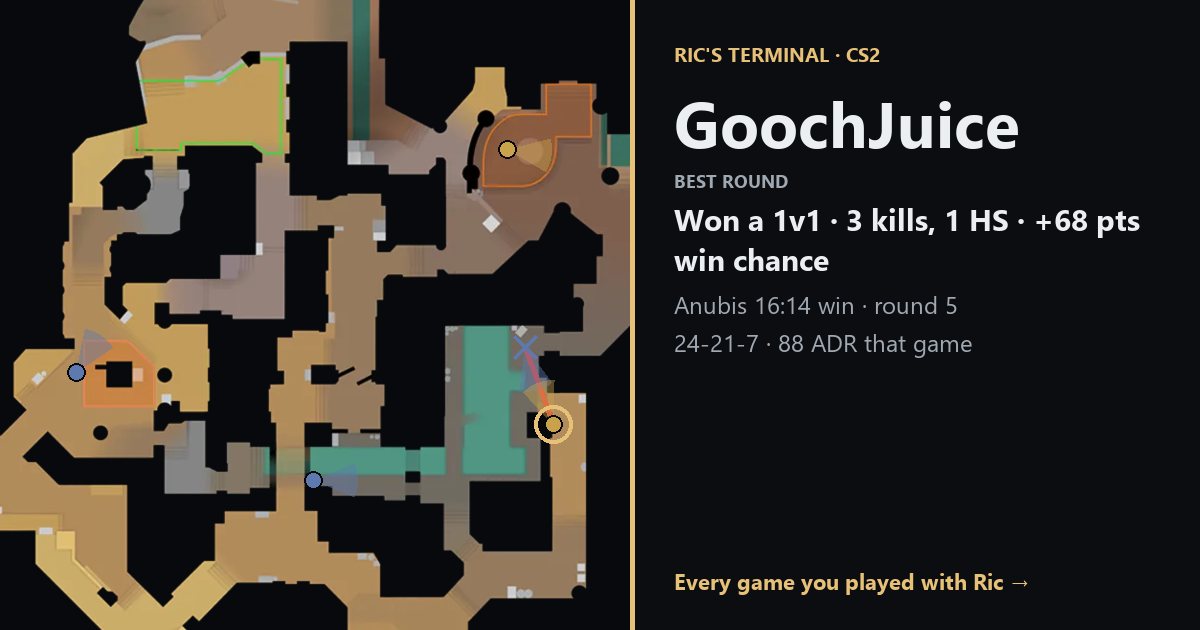 RIC'S TERMINAL · CS2
GoochJuice
BEST ROUND
Won a 1v1 · 3 kills, 1 HS · +68 pts
win chance
Anubis 16:14 win · round 5
24-21-7 · 88 ADR that game
Every game you played with Ric →